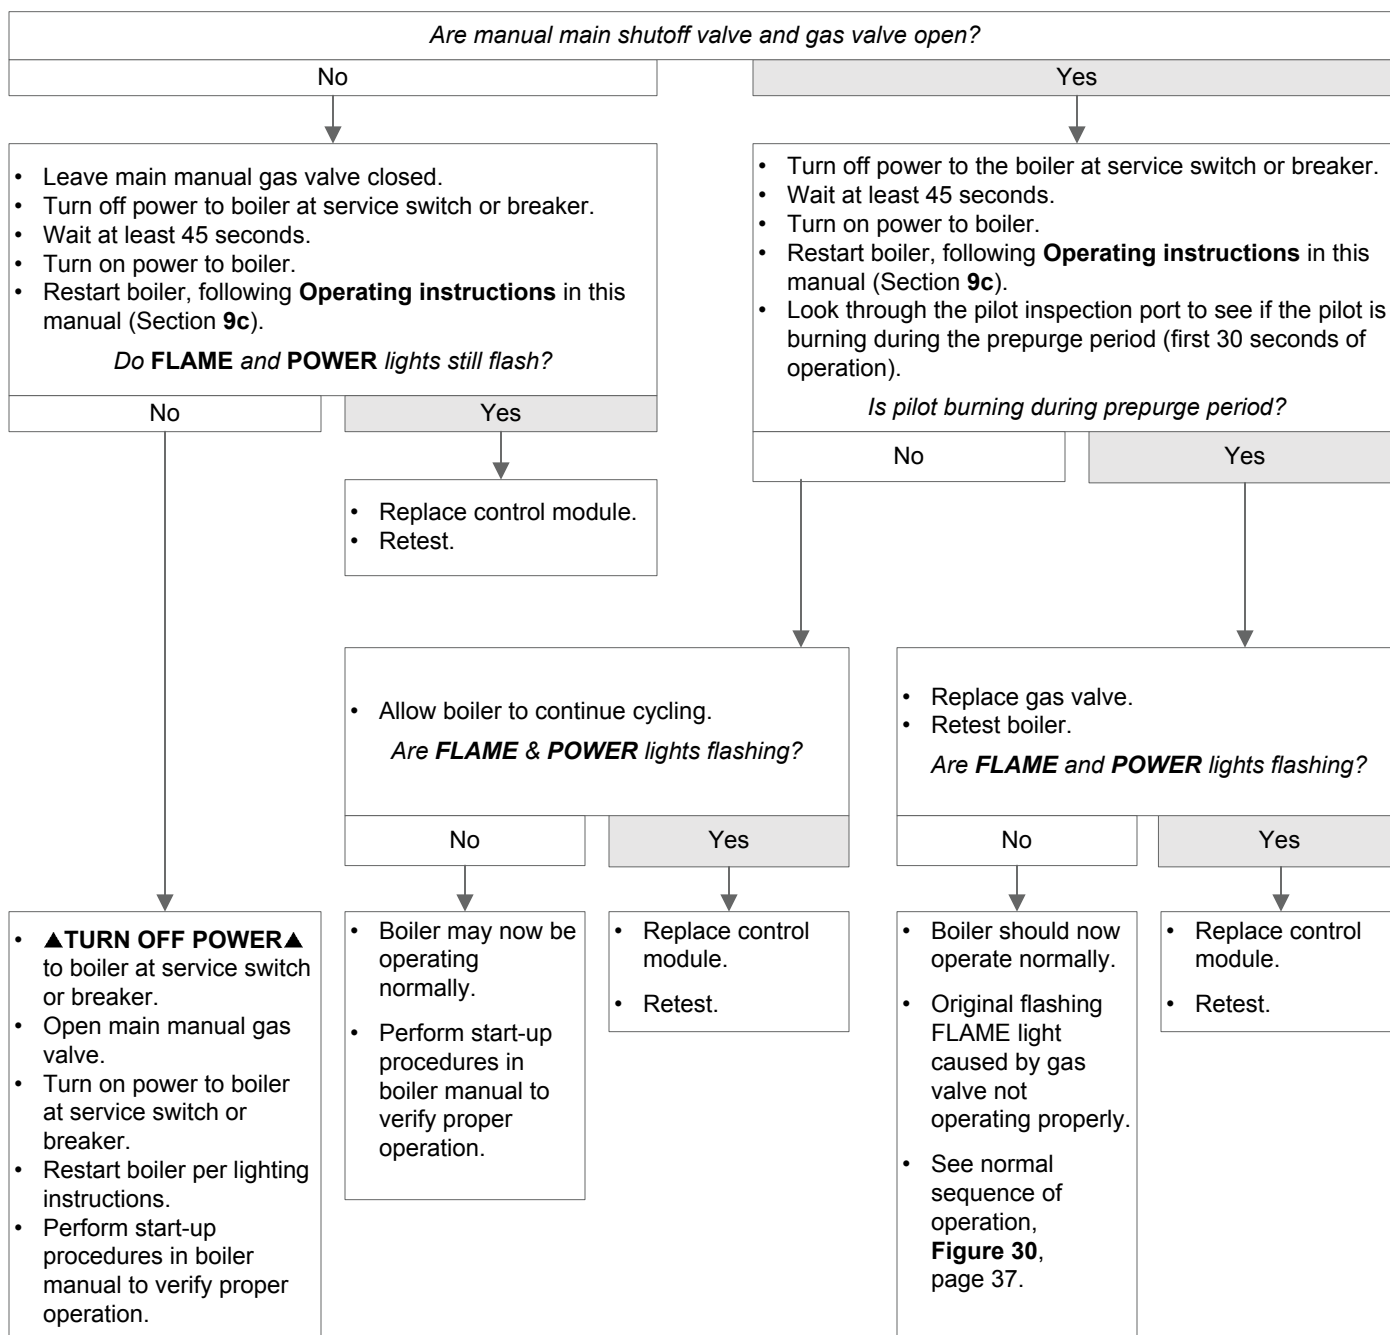 Are manual main shutoff valve and gas valve open?
No
Yes
• Leave main manual gas valve closed.
• Turn off power to boiler at service switch or breaker.
• Wait at least 45 seconds.
• Turn on power to boiler.
• Restart boiler, following Operating instructions in this
manual (Section 9c).
Do FLAME and POWER lights still flash?
No
Yes
• Replace control module.
• Retest.
• Turn off power to the boiler at service switch or breaker.
• Wait at least 45 seconds.
• Turn on power to boiler.
• Restart boiler, following Operating instructions in this
manual (Section 9c).
• Look through the pilot inspection port to see if the pilot is
burning during the prepurge period (first 30 seconds of
operation).
Is pilot burning during prepurge period?
No
Yes
• Allow boiler to continue cycling.
Are FLAME & POWER lights flashing?
No
Yes
• Replace gas valve.
• Retest boiler.
Are FLAME and POWER lights flashing?
No
Yes
• ▲TURN OFF POWER▲
to boiler at service switch
or breaker.
• Open main manual gas
valve.
• Turn on power to boiler
at service switch or
breaker.
• Restart boiler per lighting
instructions.
• Perform start-up
procedures in boiler
manual to verify proper
operation.
• Boiler may now be
operating
normally.
• Perform start-up
procedures in
boiler manual to
verify proper
operation.
• Replace control
module.
• Retest.
• Boiler should now
operate normally.
• Original flashing
FLAME light
caused by gas
valve not
operating properly.
• See normal
sequence of
operation,
Figure 30,
page 37.
• Replace control
module.
• Retest.